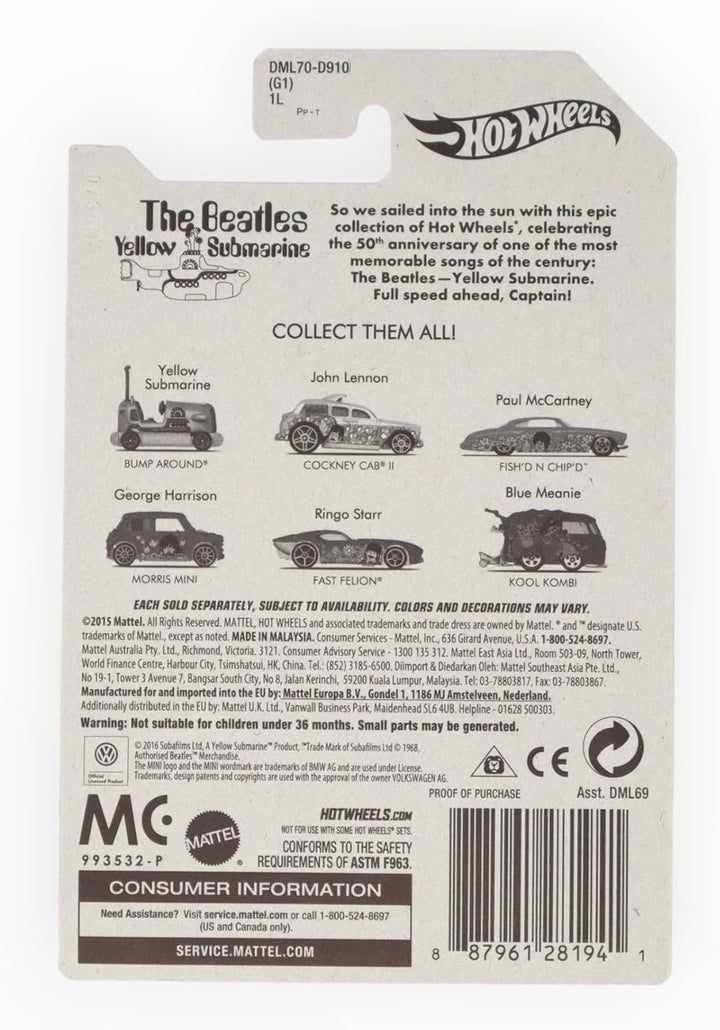 DML70-D910
(G1)
1L
PP-T
HOT WHEELS
The Beatles
Yellow Submarine
So we sailed into the sun with this epic
collection of Hot Wheels®, celebrating
the 50th anniversary of one of the most
memorable songs of the century:
The Beatles—Yellow Submarine.
Full speed ahead, Captain!
COLLECT THEM ALL!
Yellow
Submarine
BUMP AROUND®
John Lennon
COCKNEY CAB® II
Paul McCartney
FISH'D N CHIP'D™
George Harrison
MORRIS MINI
Ringo Starr
FAST FELION®
Blue Meanie
KOOL KOMBI
EACH SOLD SEPARATELY, SUBJECT TO AVAILABILITY. COLORS AND DECORATIONS MAY VARY.
©2015 Mattel. All Rights Reserved. MATTEL, HOT WHEELS and associated trademarks and trade dress are owned by Mattel. ® and ™ designate U.S.
trademarks of Mattel, except as noted. MADE IN MALAYSIA. Consumer Services - Mattel, Inc., 636 Girard Avenue, U.S.A. 1-800-524-8697.
Mattel Australia Pty. Ltd., Richmond, Victoria. 3121. Consumer Advisory Service - 1300 135 312. Mattel East Asia Ltd., Room 503-09, North Tower,
World Finance Centre, Harbour City, Tsimshatsui, HK, China. Tel.: (852) 3185-6500. Diimport & Diedarkan Oleh: Mattel Southeast Asia Pte. Ltd.,
No 19-1, Tower 3 Avenue 7, Bangsar South City, No 8, Jalan Kerinchi, 59200 Kuala Lumpur, Malaysia. Tel: 03-78803817, Fax: 03-78803867.
Manufactured for and imported into the EU by: Mattel Europa B.V., Gondel 1, 1186 MJ Amstelveen, Nederland.
Additionally distributed in the EU by: Mattel U.K. Ltd., Vanwall Business Park, Maidenhead SL6 4UB. Helpline - 01628 500303.
Warning: Not suitable for children under 36 months. Small parts may be generated.
Official
Licensed Product
© 2016 Subafilms Ltd, A Yellow Submarine™ Product, ™Trade Mark of Subafilms Ltd © 1968,
Authorised Beatles™ Merchandise.
The MINI logo and the MINI wordmark are trademarks of BMW AG and are used under License.
Trademarks, design patents and copyrights are used with the approval of the owner VOLKSWAGEN AG.
CE
PROOF OF PURCHASE
Asst. DML69
MC
993532-P
MATTEL®
HOTWHEELS.COM
NOT FOR USE WITH SOME HOT WHEELS® SETS.
CONFORMS TO THE SAFETY
REQUIREMENTS OF ASTM F963.
CONSUMER INFORMATION
Need Assistance? Visit service.mattel.com or call 1-800-524-8697
(US and Canada only).
SERVICE.MATTEL.COM
8 87961 28194 1